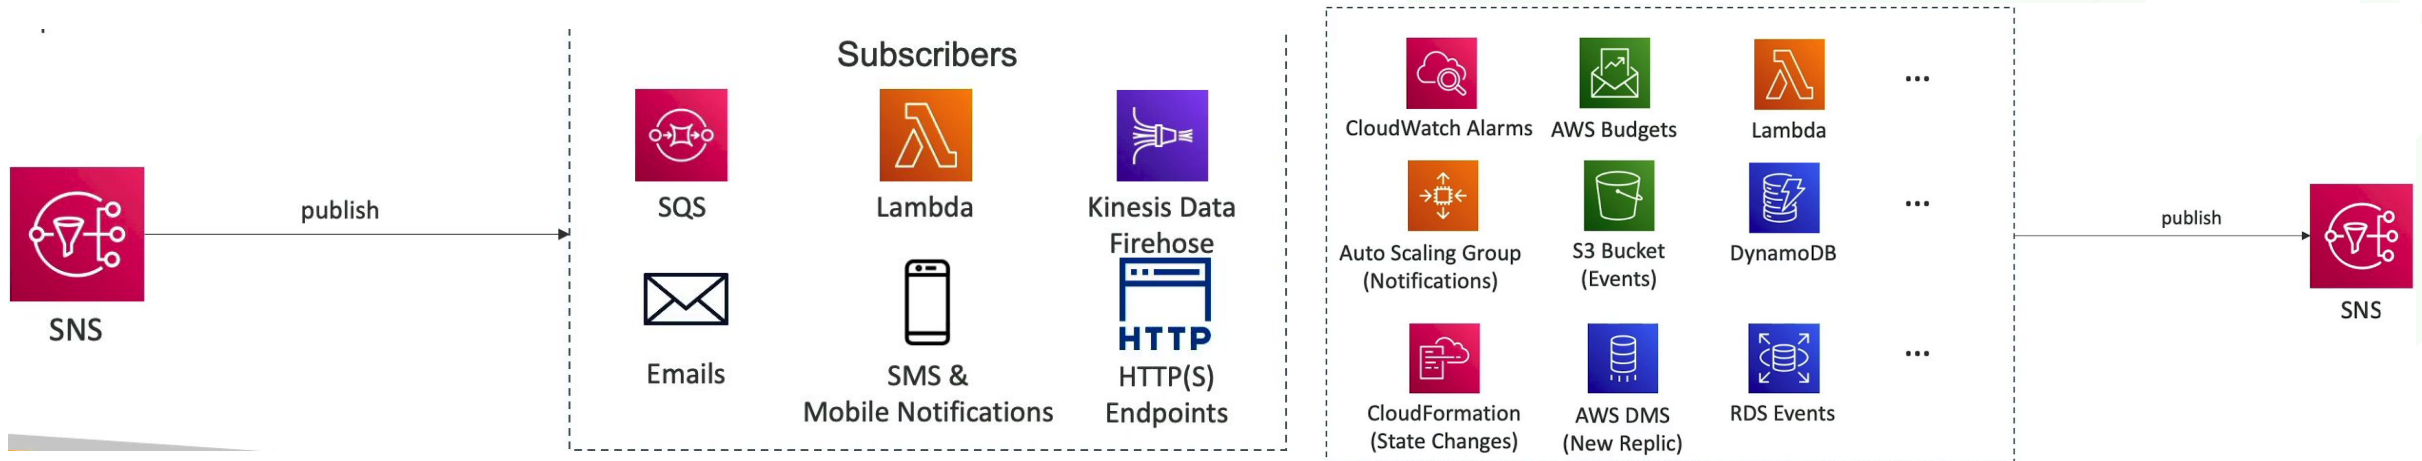 SNS
publish
Subscribers
SQS
Lambda
Kinesis Data
Firehose
Emails
SMS &
Mobile Notifications
HTTP
HTTP(S)
Endpoints
CloudWatch Alarms
AWS Budgets
Lambda
...
Auto Scaling Group
(Notifications)
S3 Bucket
(Events)
DynamoDB
...
CloudFormation
(State Changes)
AWS DMS
(New Replic)
RDS Events
...
publish
SNS